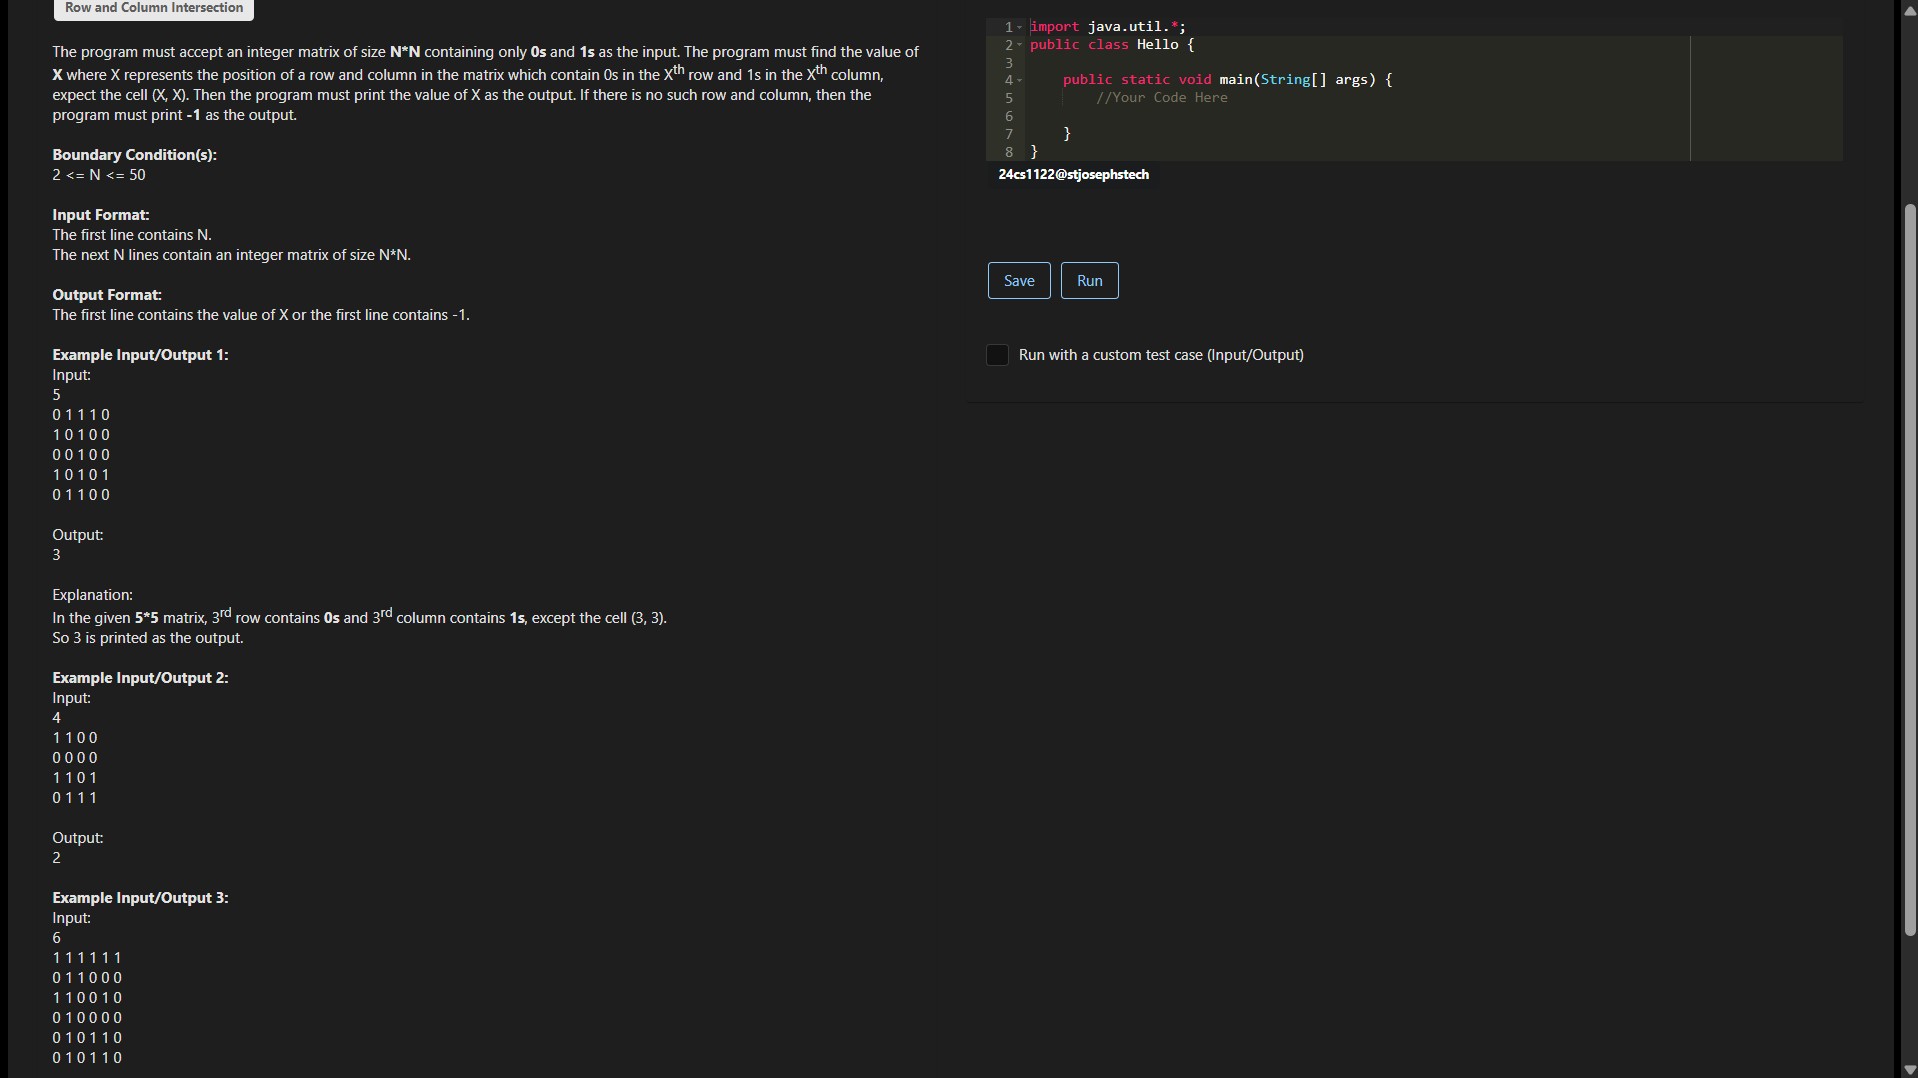 Row and Column Intersection
The program must accept an integer matrix of size N*N containing only 0s and 1s as the input. The program must find the value of
X where X represents the position of a row and column in the matrix which contain 0s in the Xth row and 1s in the Xth column,
expect the cell (X, X). Then the program must print the value of X as the output. If there is no such row and column, then the
program must print -1 as the output.
Boundary Condition(s):
2 <= N <= 50
Input Format:
The first line contains N.
The next N lines contain an integer matrix of size N*N.
Output Format:
The first line contains the value of X or the first line contains -1.
Example Input/Output 1:
Input:
5
0 1 1 1 0
1 0 1 0 0
0 0 1 0 0
1 0 1 0 1
0 1 1 0 0
Output:
3
Explanation:
In the given 5*5 matrix, 3rd row contains 0s and 3rd column contains 1s, except the cell (3, 3).
So 3 is printed as the output.
Example Input/Output 2:
Input:
4
1 1 0 0
0 0 0 0
1 1 0 1
0 1 1 1
Output:
2
Example Input/Output 3:
Input:
6
1 1 1 1 1 1
0 1 1 0 0 0
1 1 0 0 1 0
0 1 0 0 0 0
0 1 0 1 1 0
0 1 0 1 1 0
1 import java.util.*;
2 public class Hello {
3
4 public static void main(String[] args) {
5 //Your Code Here
6
7 }
8 }
24cs1122@stjosephstech
Save Run
Run with a custom test case (Input/Output)